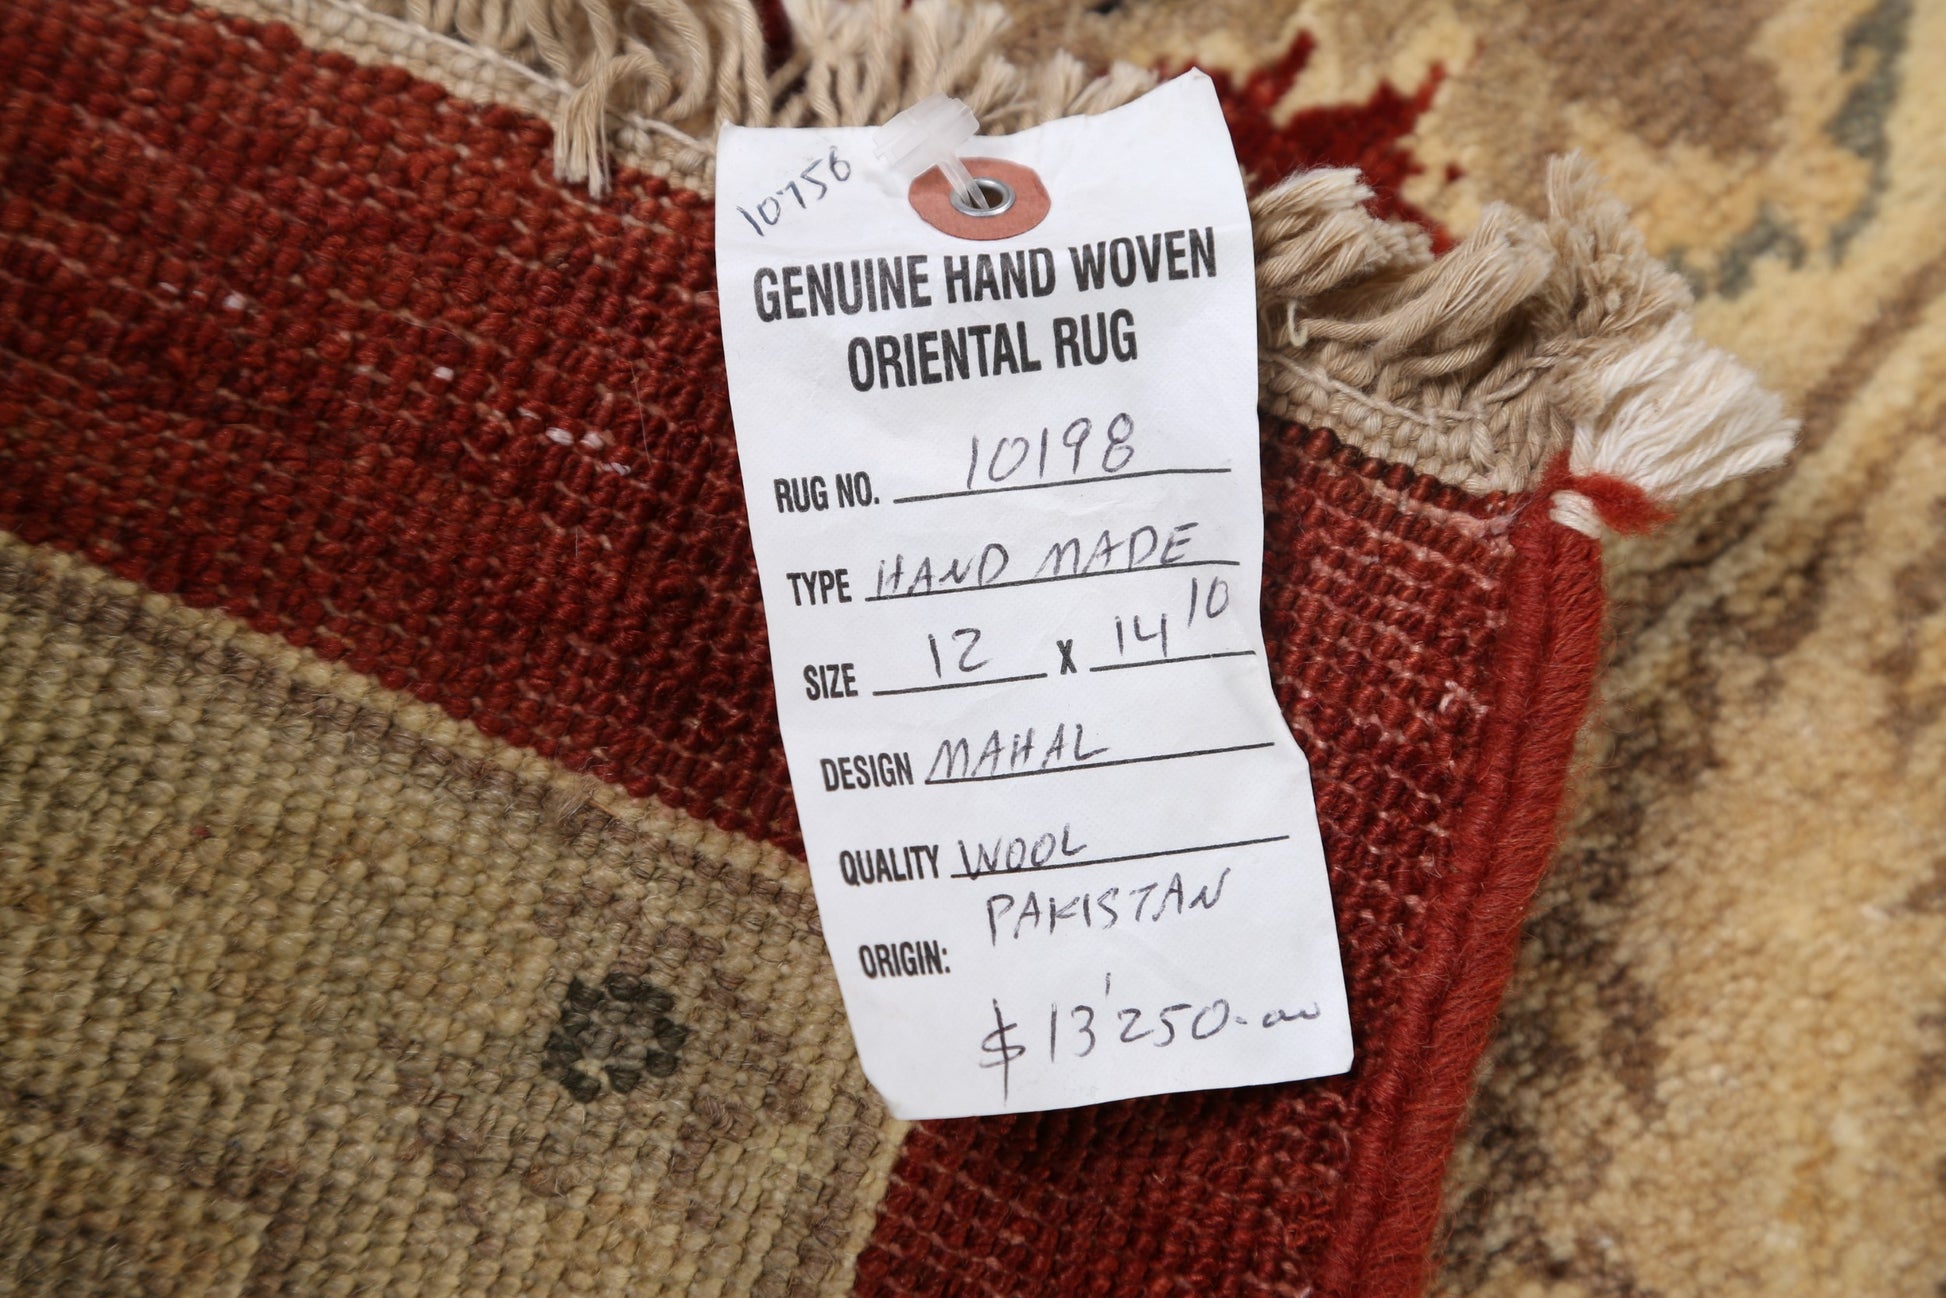 10756
GENUINE HAND WOVEN
ORIENTAL RUG
RUG NO. 10198
TYPE HAND MADE
SIZE 12 X 14 10
DESIGN MAHAL
QUALITY WOOL
ORIGIN: PAKISTAN
$13'250.00